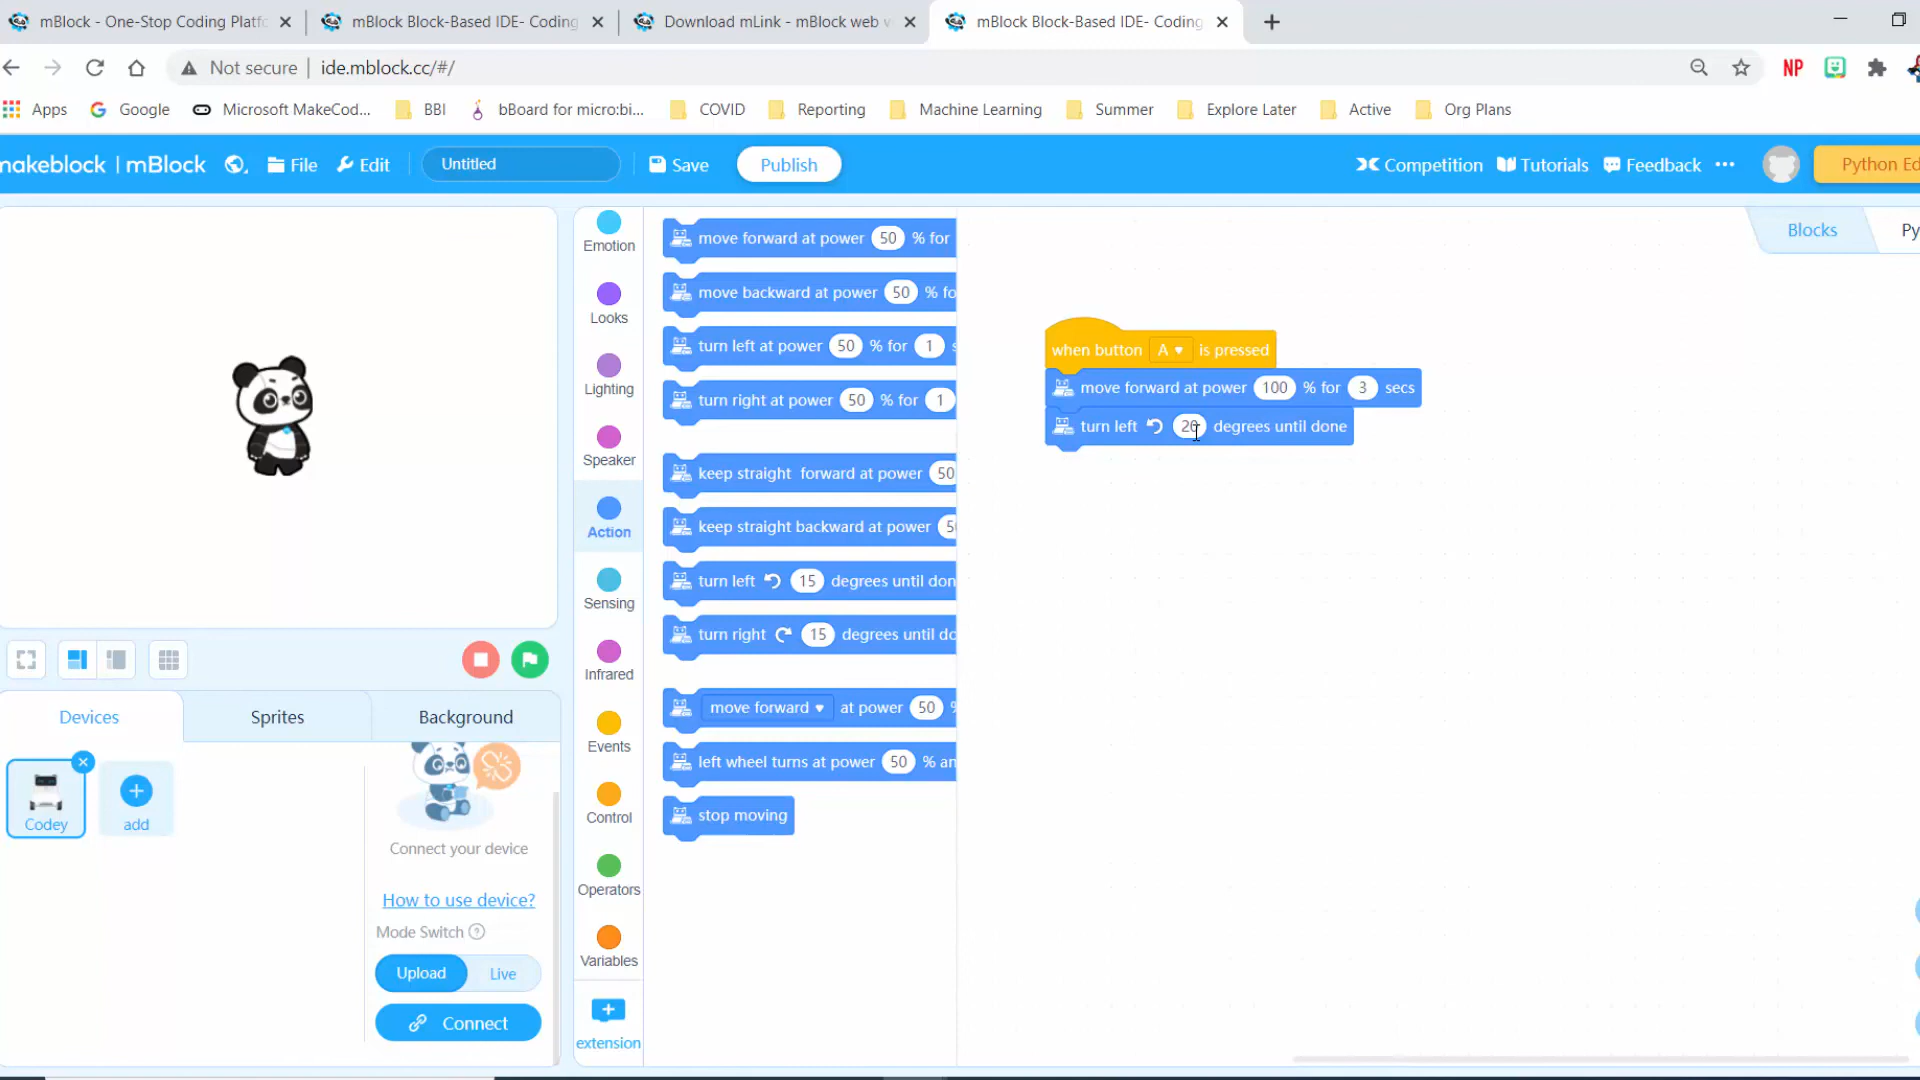 mBlock - One-Stop Coding Platfo
mBlock Block-Based IDE- Coding
Download mLink - mBlock web v
mBlock Block-Based IDE- Coding
Not secure
ide.mblock.cc/#/
NP
Apps
Google
Microsoft MakeCod...
BBI
bBoard for micro:bi...
COVID
Reporting
Machine Learning
Summer
Explore Later
Active
Org Plans
makeblock | mBlock
File
Edit
Untitled
Save
Publish
Competition
Tutorials
Feedback
Python Ed
Blocks
Py
Emotion
Looks
Lighting
Speaker
Action
Sensing
Infrared
Events
Control
Operators
Variables
extension
move forward at power 50 % for
move backward at power 50 % fo
turn left at power 50 % for 1 s
turn right at power 50 % for 1
keep straight forward at power 50
keep straight backward at power 5
turn left 15 degrees until don
turn right 15 degrees until do
move forward at power 50 %
left wheel turns at power 50 % an
stop moving
when button A is pressed
move forward at power 100 % for 3 secs
turn left 20 degrees until done
Devices
Sprites
Background
Codey
add
Connect your device
How to use device?
Mode Switch ?
Upload
Live
Connect